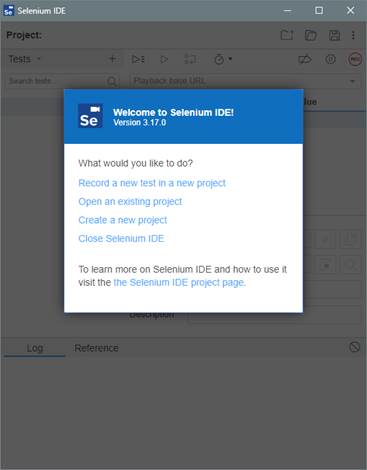 Selenium IDE
Project:
Tests
REC
Search tests
Playback base URL
lue
Se
Welcome to Selenium IDE!
Version 3.17.0
What would you like to do?
Record a new test in a new project
Open an existing project
Create a new project
Close Selenium IDE
To learn more on Selenium IDE and how to use it
visit the the Selenium IDE project page.
Description
Log
Reference